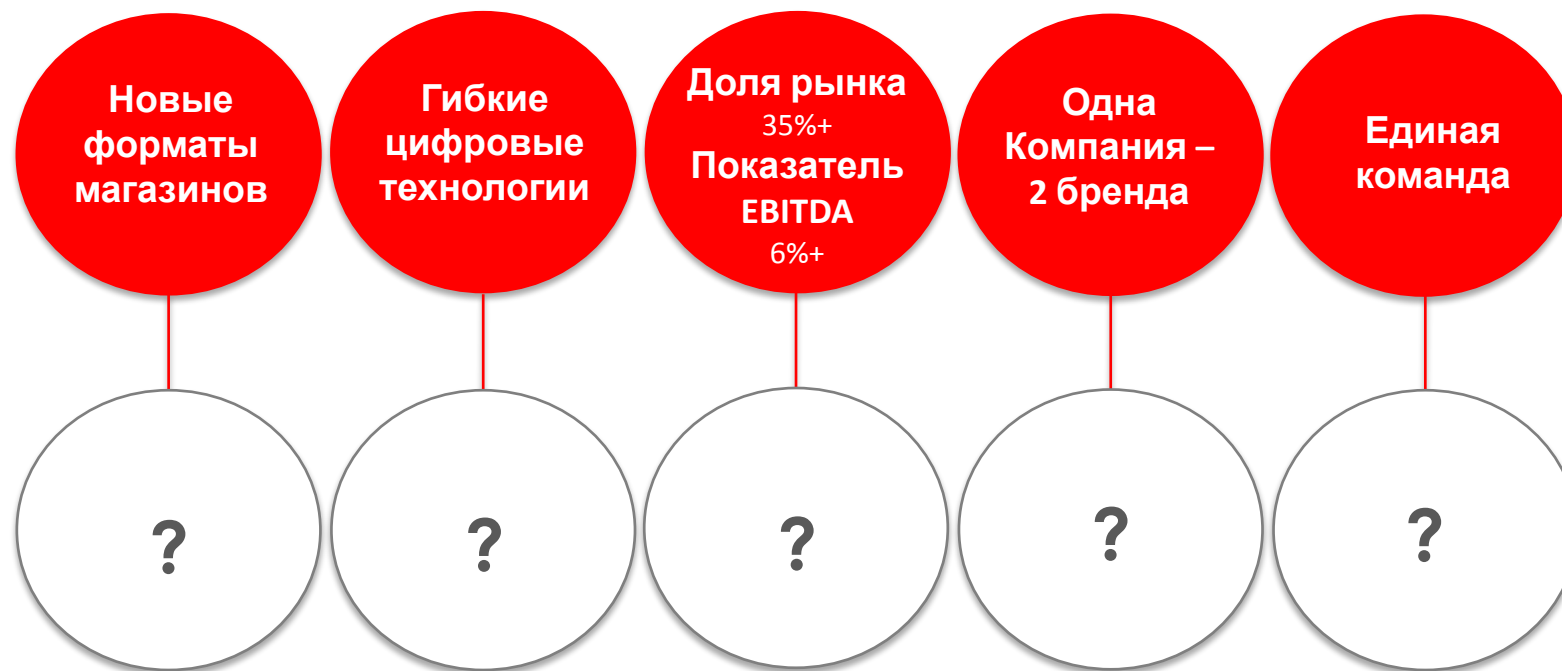 Новые
форматы
магазинов
Гибкие
цифровые
технологии
Доля рынка
35%+
Показатель
EBITDA
6%+
Одна
Компания –
2 бренда
Единая
команда
?
?
?
?
?